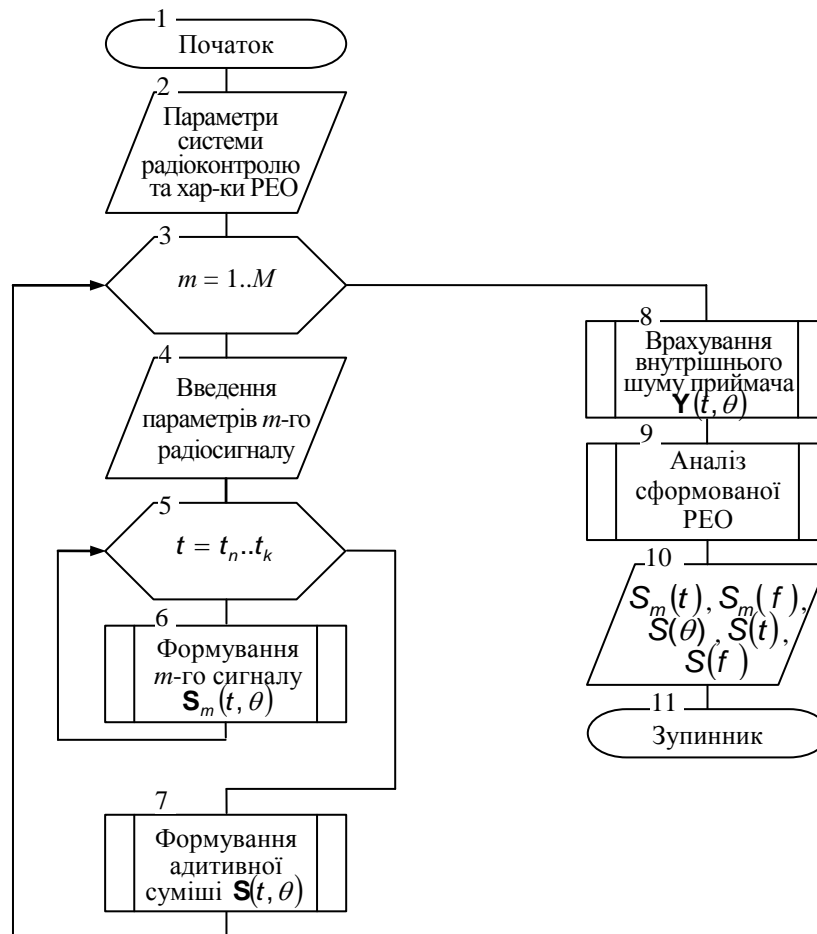 1
Початок
2
Параметри
системи
радіоконтролю
та хар-ки РЕО
3
m = 1..M
4
Введення
параметрів m-го
радіосигналу
5
t = tₙ..tₖ
6
Формування
m-го сигналу
Sₘ(t, θ)
7
Формування
адитивної
суміші S(t, θ)
8
Врахування
внутрішнього
шуму приймача
Y(t, θ)
9
Аналіз
сформованої
РЕО
10
Sₘ(t), Sₘ(f),
S(θ), S(t),
S(f)
11
Зупинник